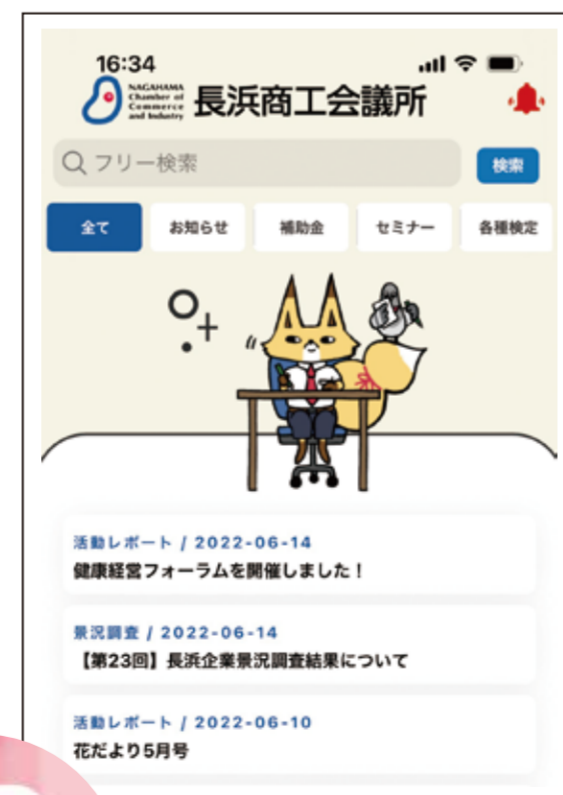 16:34
NAGAHAMA
Chamber of
Commerce
and Industry
長浜商工会議所
フリー検索
検索
全て
お知らせ
補助金
セミナー
各種検定
活動レポート / 2022-06-14
健康経営フォーラムを開催しました！
景況調査 / 2022-06-14
【第23回】長浜企業景況調査結果について
活動レポート / 2022-06-10
花だより5月号